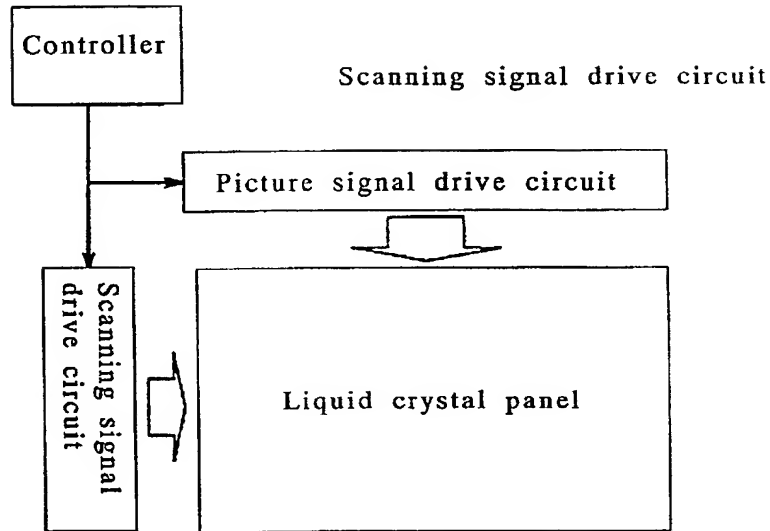 Controller
Scanning signal drive circuit
Picture signal drive circuit
Scanning signal
drive circuit
Liquid crystal panel